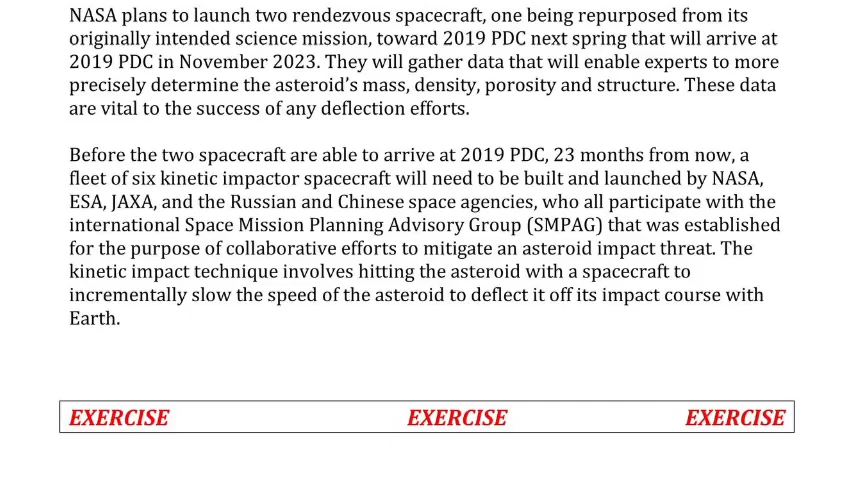 NASA plans to launch two rendezvous spacecraft, one being repurposed from its
originally intended science mission, toward 2019 PDC next spring that will arrive at
2019 PDC in November 2023. They will gather data that will enable experts to more
precisely determine the asteroid’s mass, density, porosity and structure. These data
are vital to the success of any deflection efforts.
Before the two spacecraft are able to arrive at 2019 PDC, 23 months from now, a
fleet of six kinetic impactor spacecraft will need to be built and launched by NASA,
ESA, JAXA, and the Russian and Chinese space agencies, who all participate with the
international Space Mission Planning Advisory Group (SMPAG) that was established
for the purpose of collaborative efforts to mitigate an asteroid impact threat. The
kinetic impact technique involves hitting the asteroid with a spacecraft to
incrementally slow the speed of the asteroid to deflect it off its impact course with
Earth.
EXERCISE EXERCISE EXERCISE